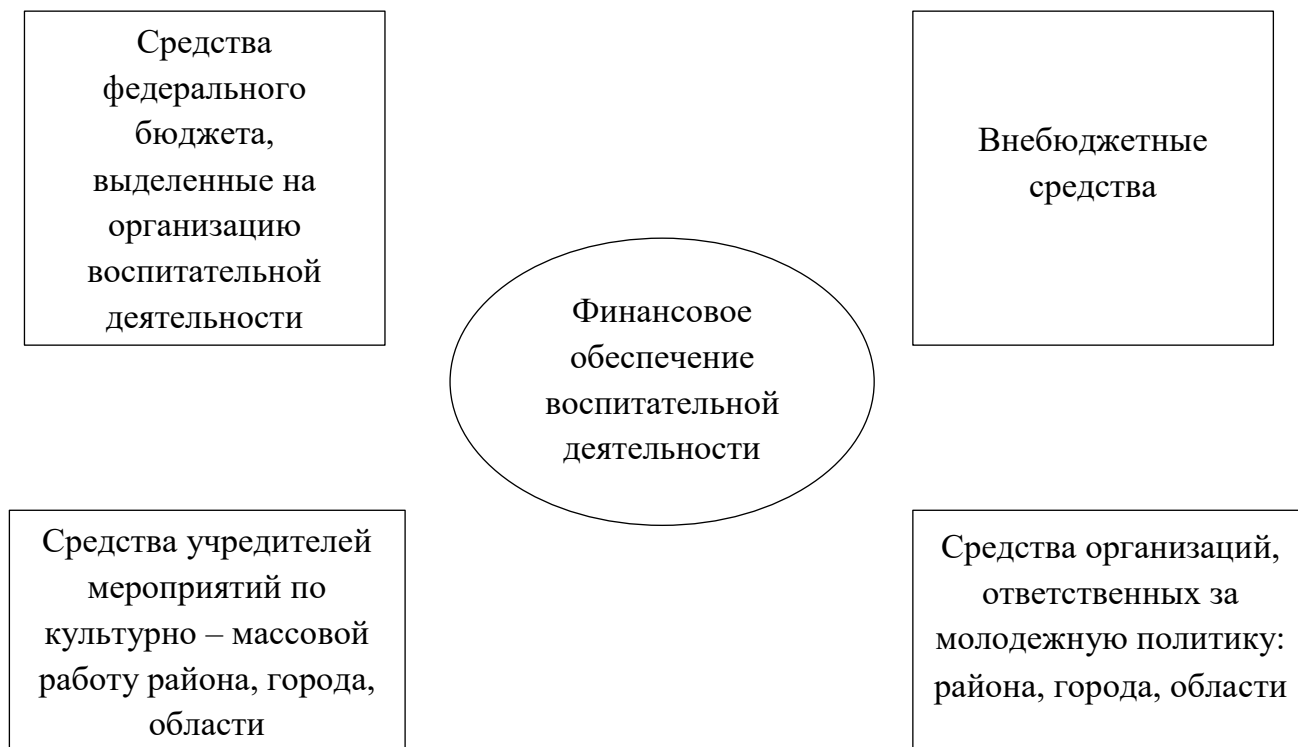 Средства
федерального
бюджета,
выделенные на
организацию
воспитательной
деятельности
Внебюджетные
средства
Финансовое
обеспечение
воспитательной
деятельности
Средства учредителей
мероприятий по
культурно – массовой
работу района, города,
области
Средства организаций,
ответственных за
молодежную политику:
района, города, области